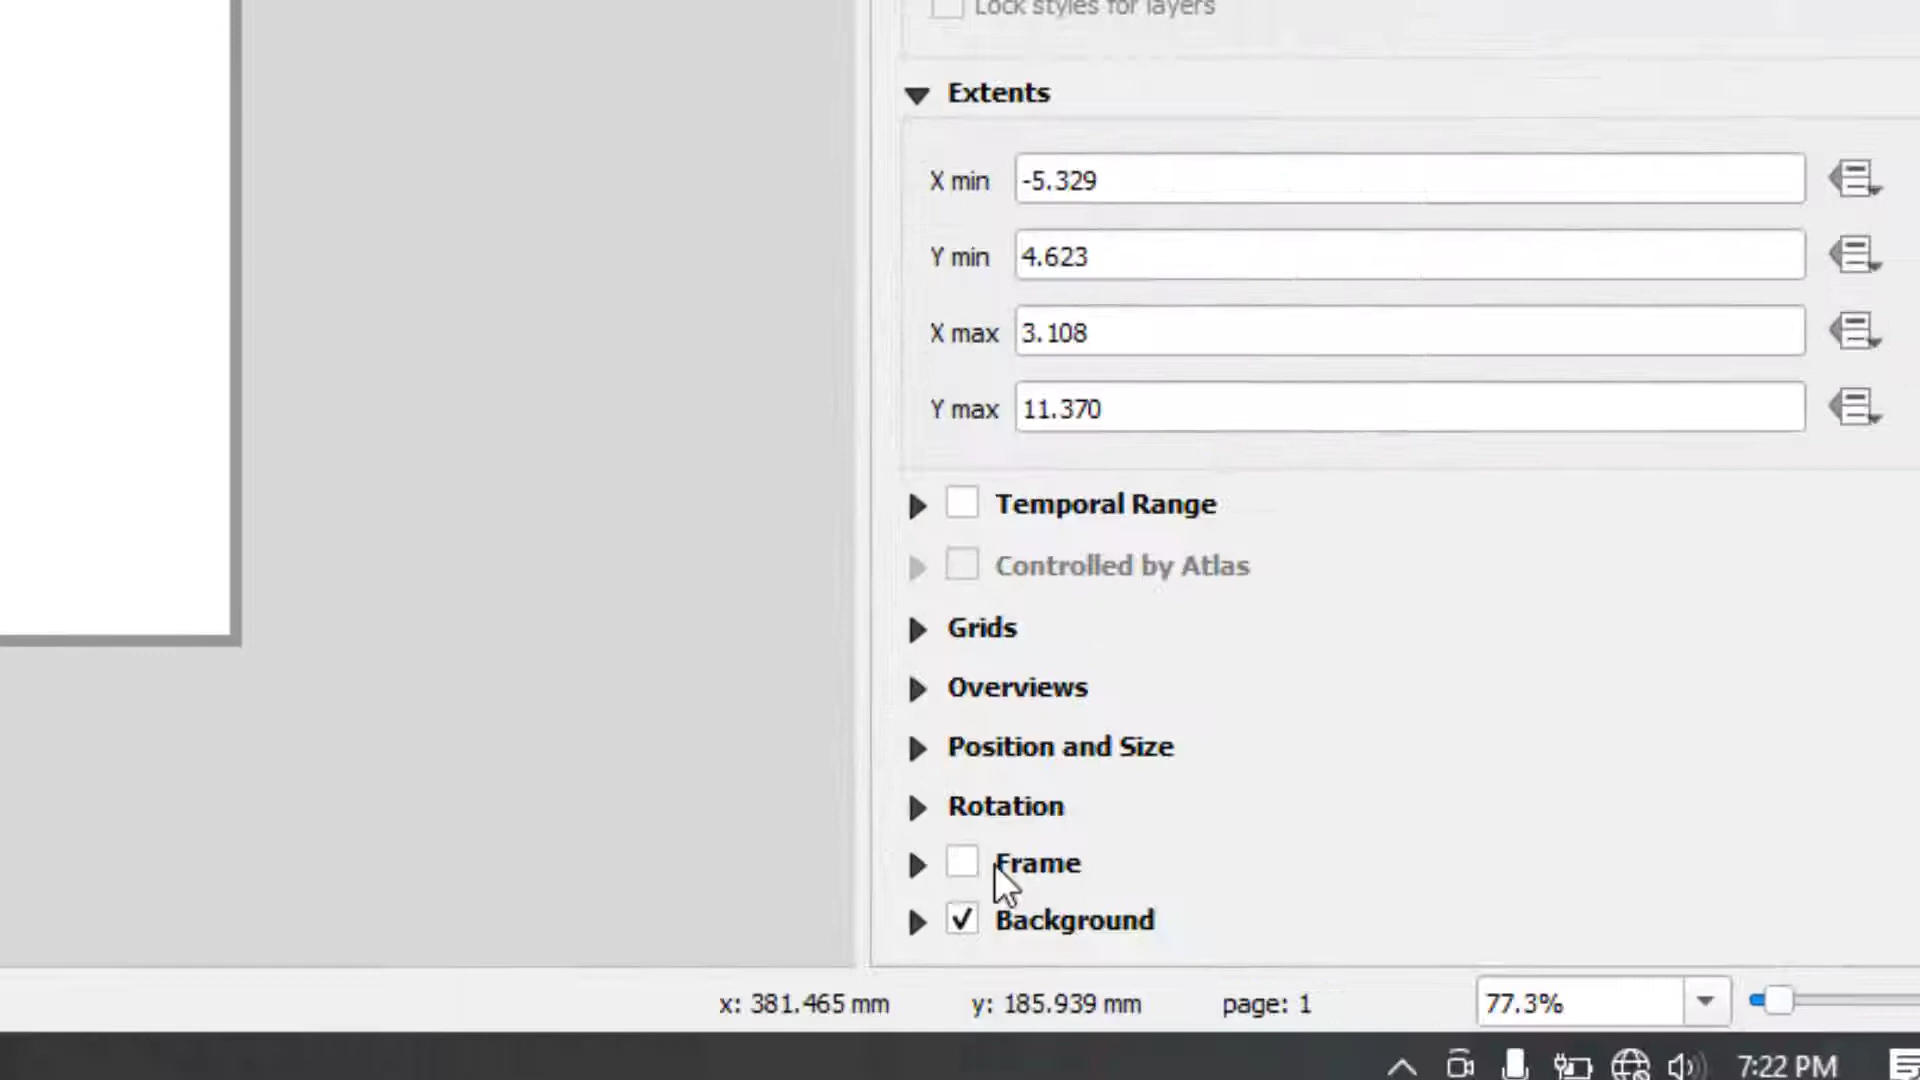 Lock styles for layers
Extents
X min -5.329
Y min 4.623
X max 3.108
Y max 11.370
Temporal Range
Controlled by Atlas
Grids
Overviews
Position and Size
Rotation
Frame
Background
x: 381.465 mm y: 185.939 mm page: 1 77.3%
7:22 PM